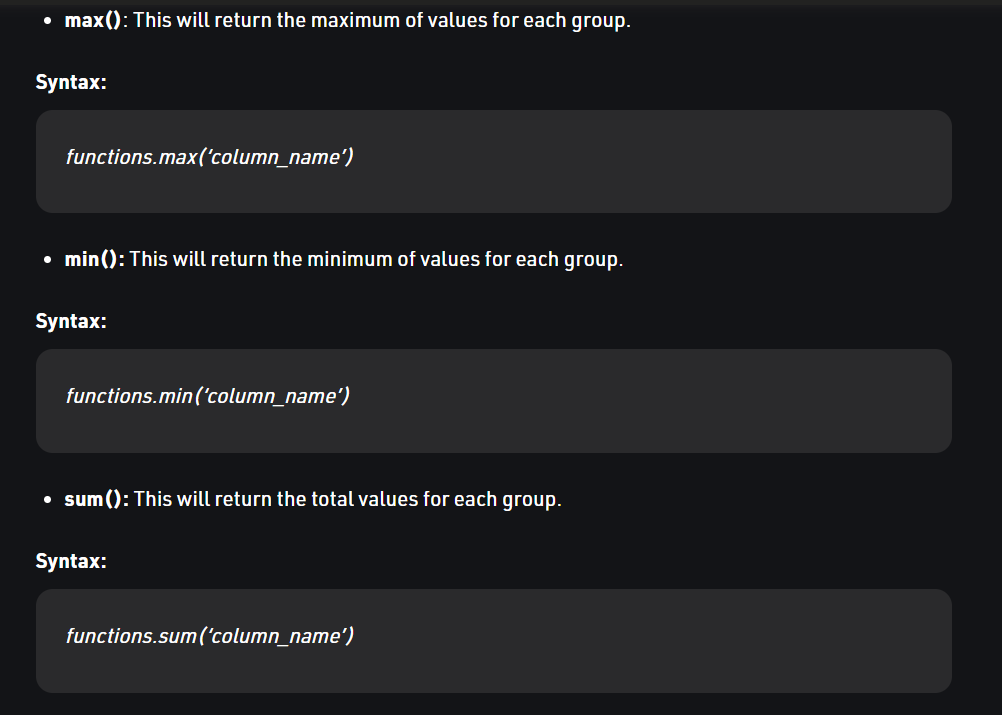 • max(): This will return the maximum of values for each group.
Syntax:
functions.max(‘column_name’)
• min(): This will return the minimum of values for each group.
Syntax:
functions.min(‘column_name’)
• sum(): This will return the total values for each group.
Syntax:
functions.sum(‘column_name’)